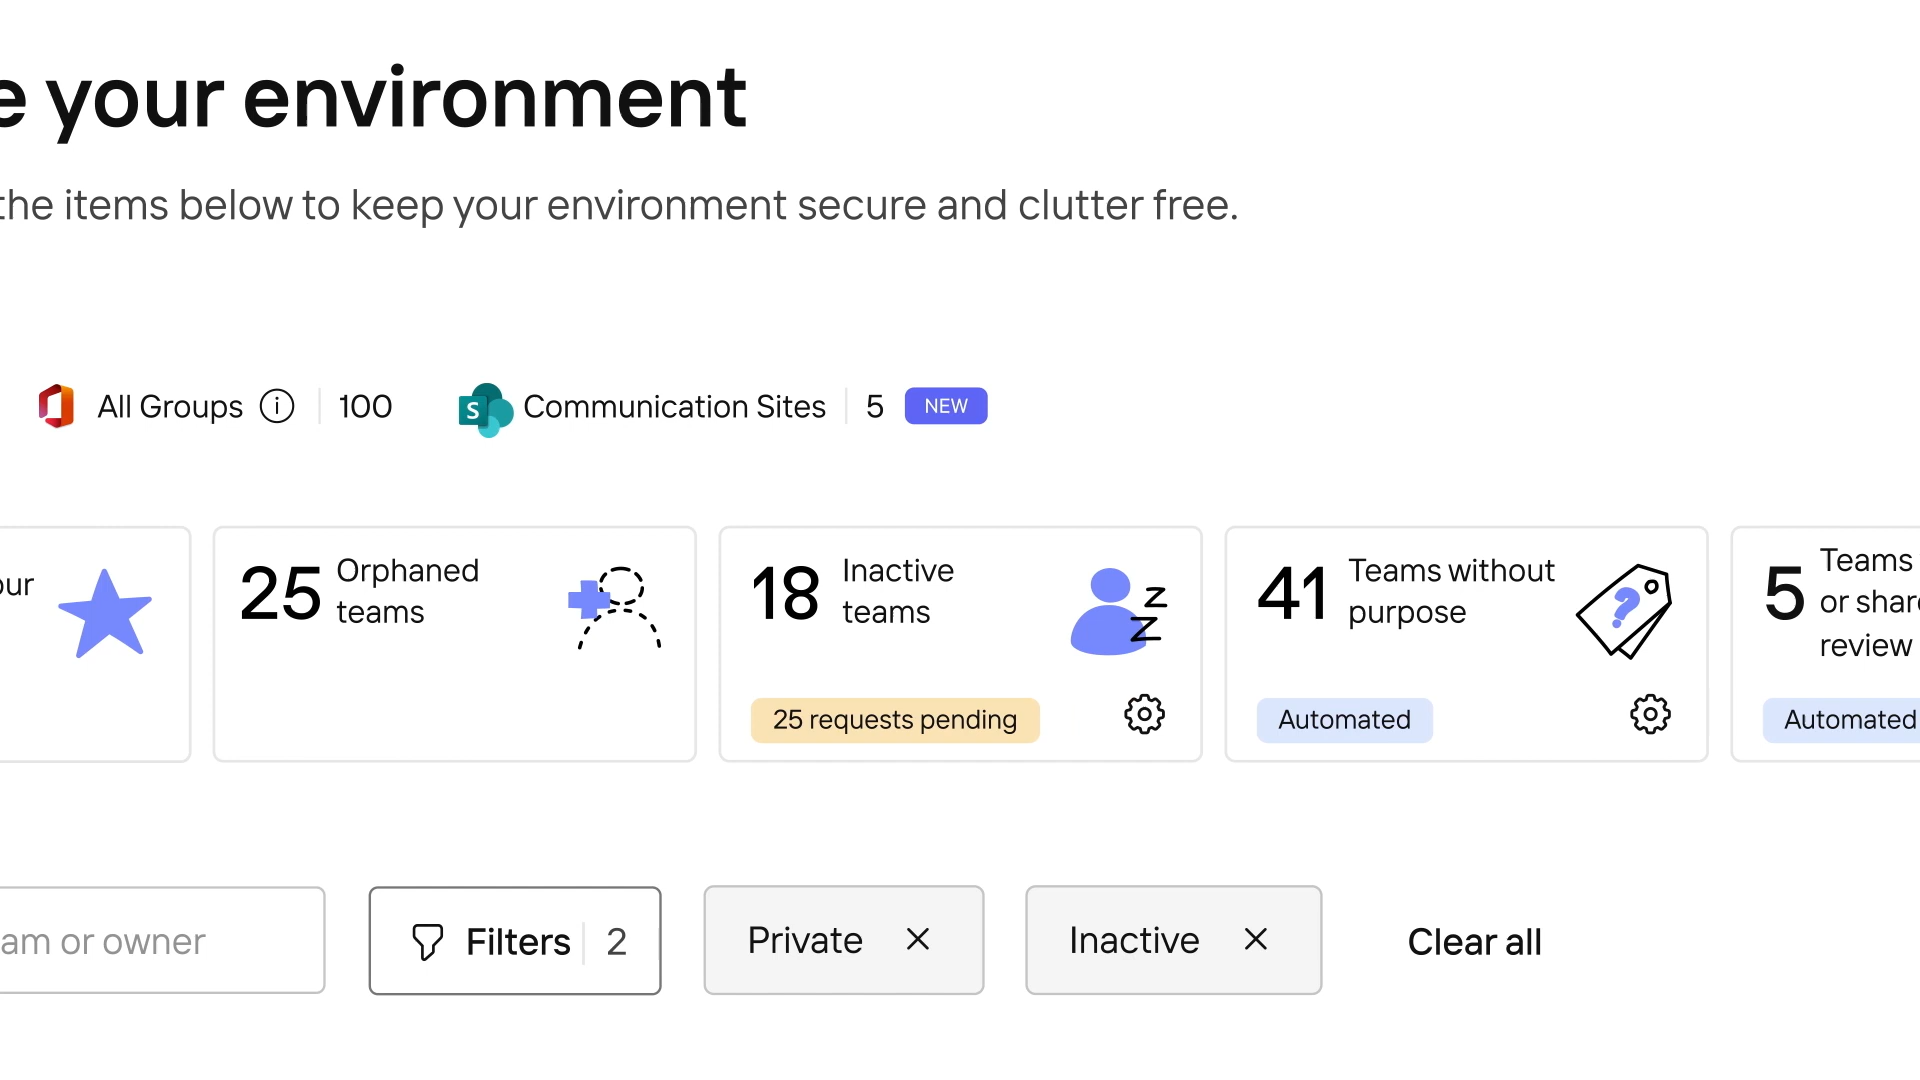 e your environment
the items below to keep your environment secure and clutter free.
All Groups 100
S Communication Sites 5 NEW
our
25 Orphaned
teams
18 Inactive
teams
25 requests pending
41 Teams without
purpose
?
Automated
5 Teams
or share
review
Automated
am or owner
Filters 2
Private
Inactive
Clear all